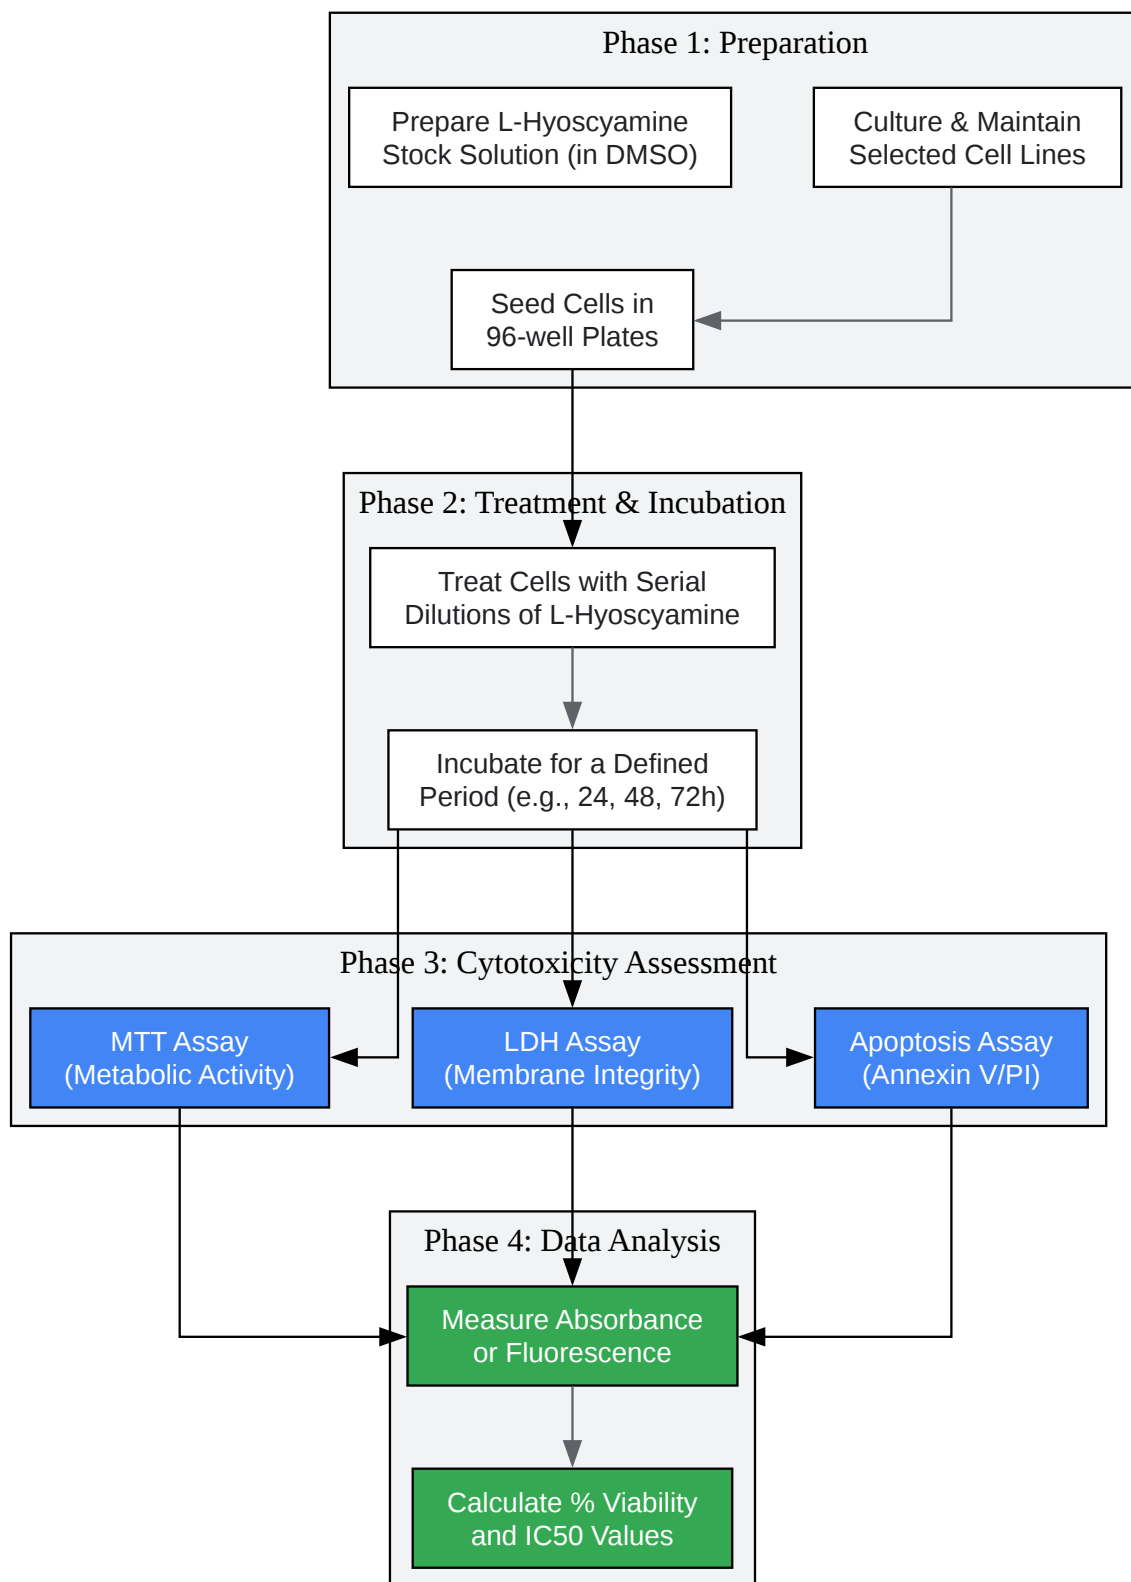 Phase 1: Preparation
Prepare L-Hyoscyamine
Stock Solution (in DMSO)
Culture & Maintain
Selected Cell Lines
Seed Cells in
96-well Plates
Phase 2: Treatment & Incubation
Treat Cells with Serial
Dilutions of L-Hyoscyamine
Incubate for a Defined
Period (e.g., 24, 48, 72h)
Phase 3: Cytotoxicity Assessment
MTT Assay
(Metabolic Activity)
LDH Assay
(Membrane Integrity)
Apoptosis Assay
(Annexin V/PI)
Phase 4: Data Analysis
Measure Absorbance
or Fluorescence
Calculate % Viability
and IC50 Values